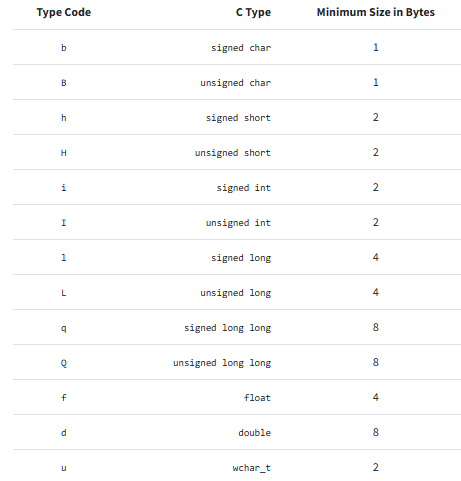 Type Code C Type Minimum Size in Bytes
b signed char 1
B unsigned char 1
h signed short 2
H unsigned short 2
i signed int 2
I unsigned int 2
l signed long 4
L unsigned long 4
q signed long long 8
Q unsigned long long 8
f float 4
d double 8
u wchar_t 2